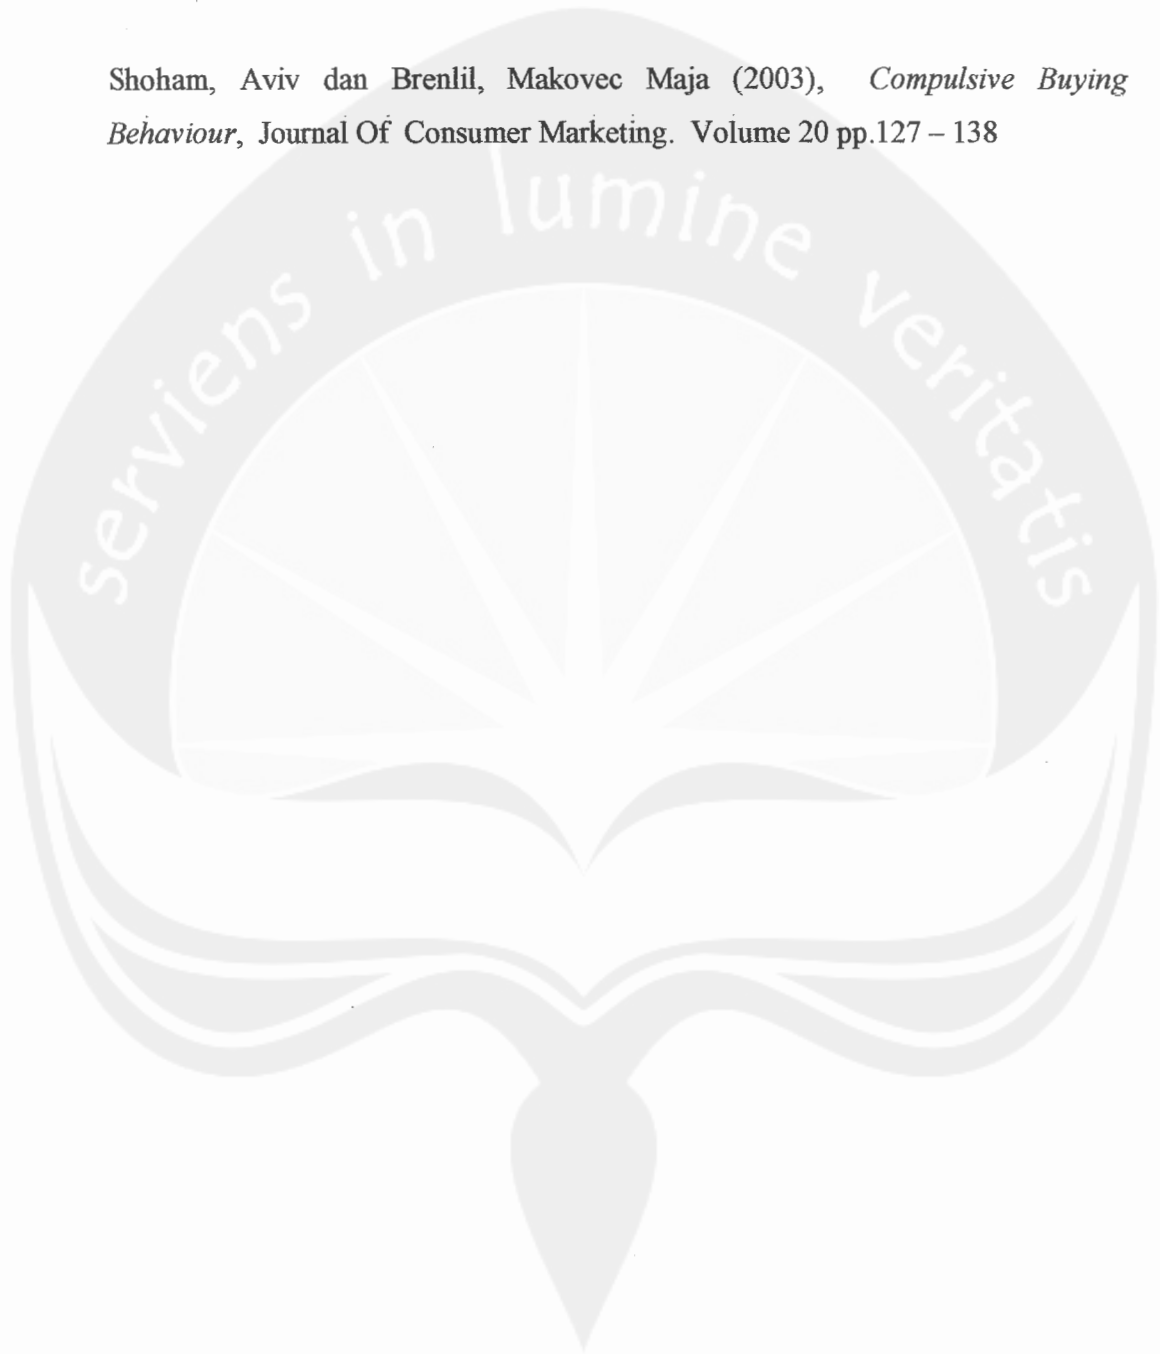 Shoham, Aviv dan Brenlil, Makovec Maja (2003), Compulsive Buying
Behaviour, Journal Of Consumer Marketing. Volume 20 pp.127 – 138
serviens in lumine veritatis